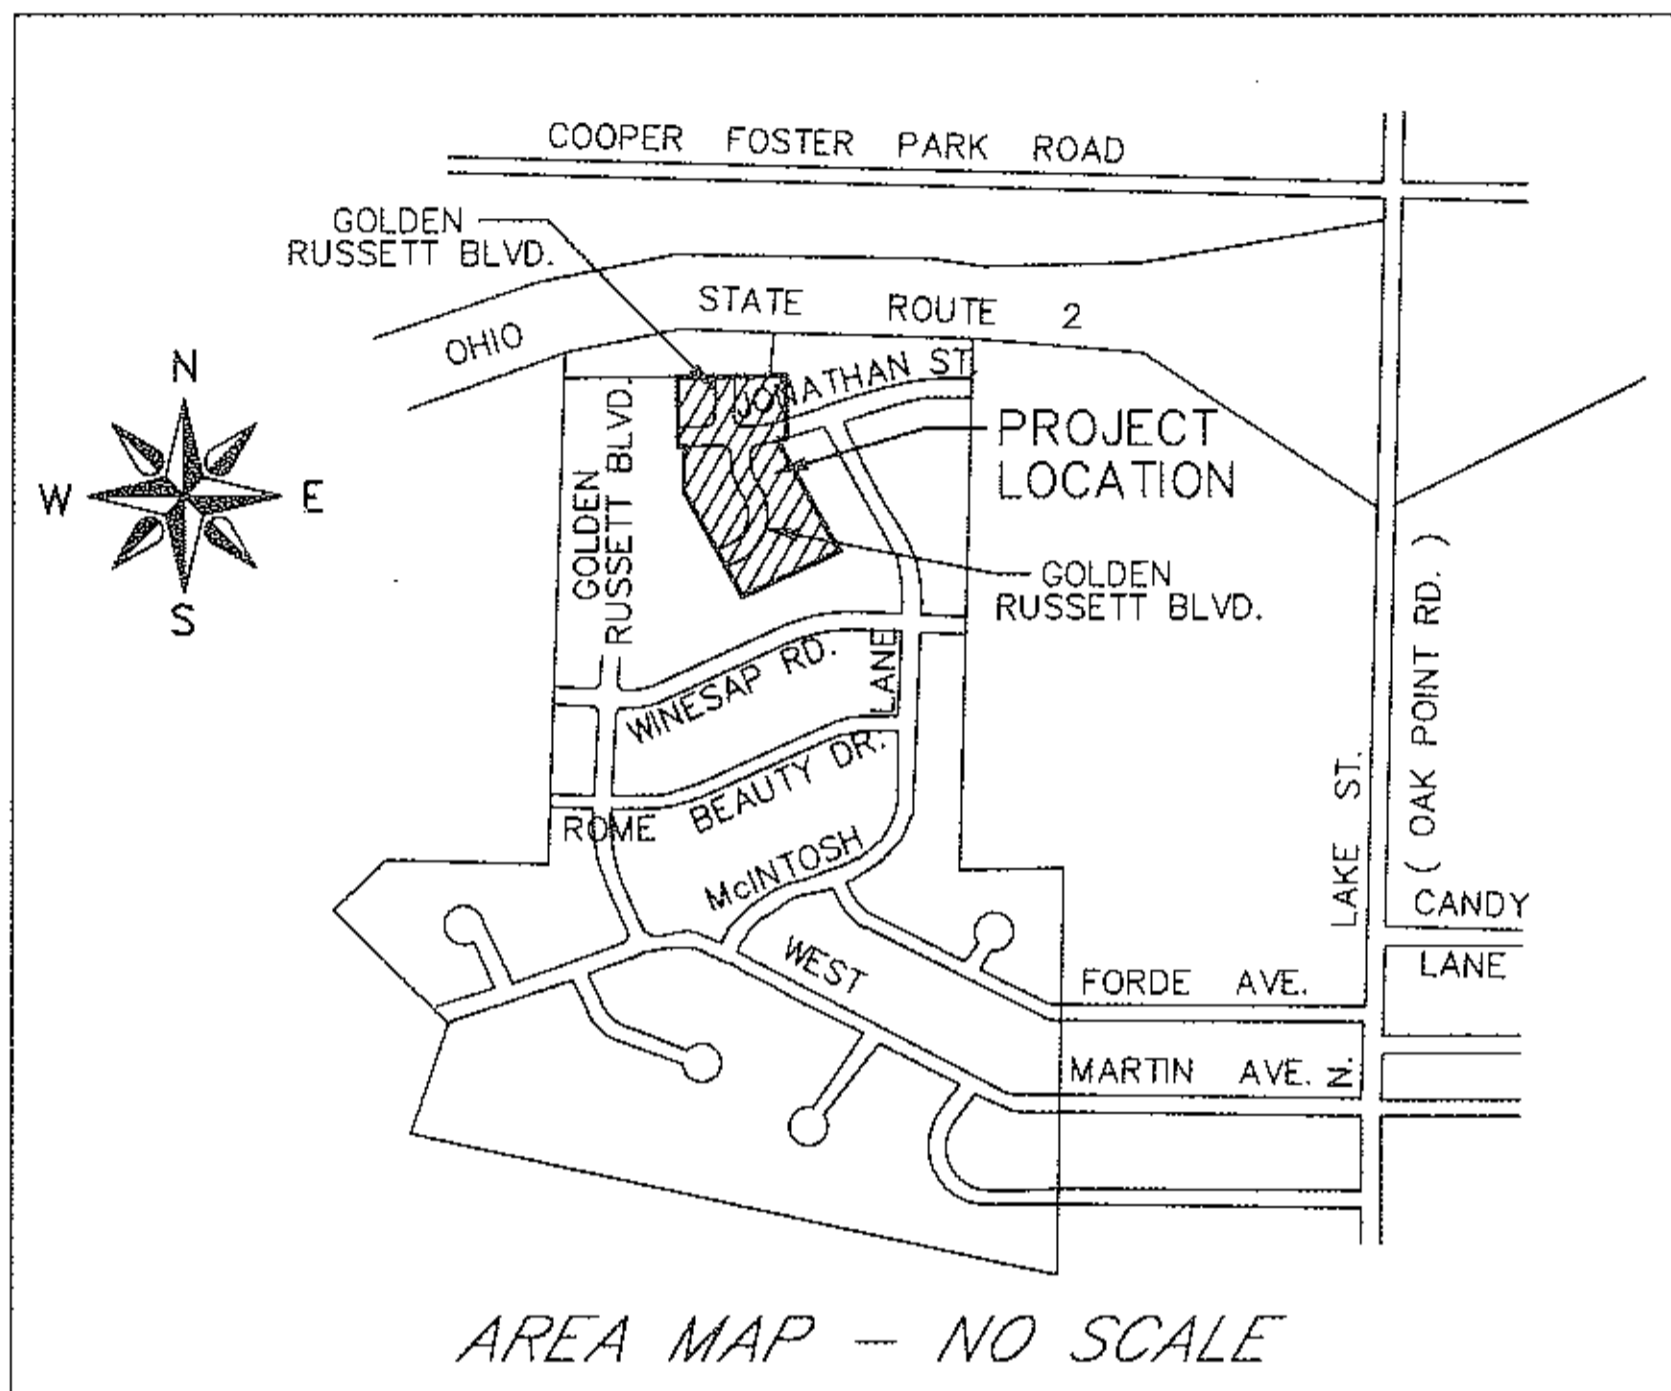 COOPER FOSTER PARK ROAD
GOLDEN
RUSSETT BLVD.
OHIO STATE ROUTE 2
JONATHAN ST.
N
W E
S
GOLDEN
RUSSETT BLVD.
PROJECT
LOCATION
GOLDEN
RUSSETT BLVD.
WINESAP RD.
ROME BEAUTY DR.
McINTOSH LANE
WEST MARTIN AVE.
FORDE AVE.
N. LAKE ST.
( OAK POINT RD. )
CANDY
LANE
AREA MAP - NO SCALE